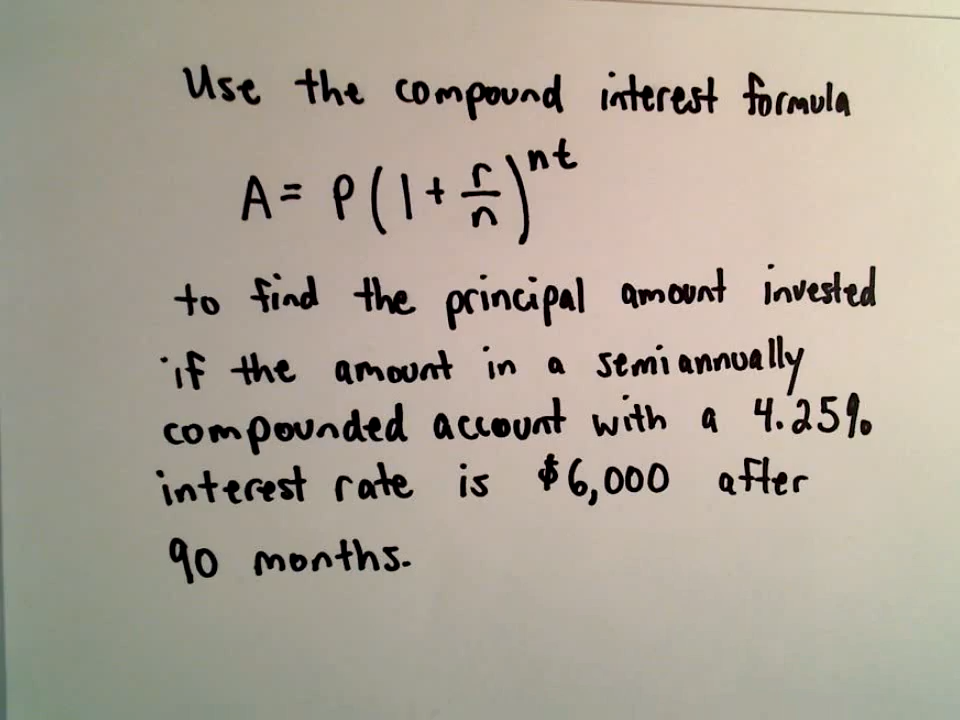 Use the compound interest formula
A = P(1 + r/n)^nt
to find the principal amount invested
if the amount in a semiannually
compounded account with a 4.25%
interest rate is $6,000 after
90 months.